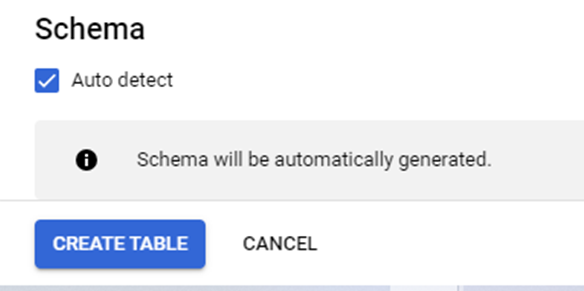 Schema
Auto detect
Schema will be automatically generated.
CREATE TABLE CANCEL